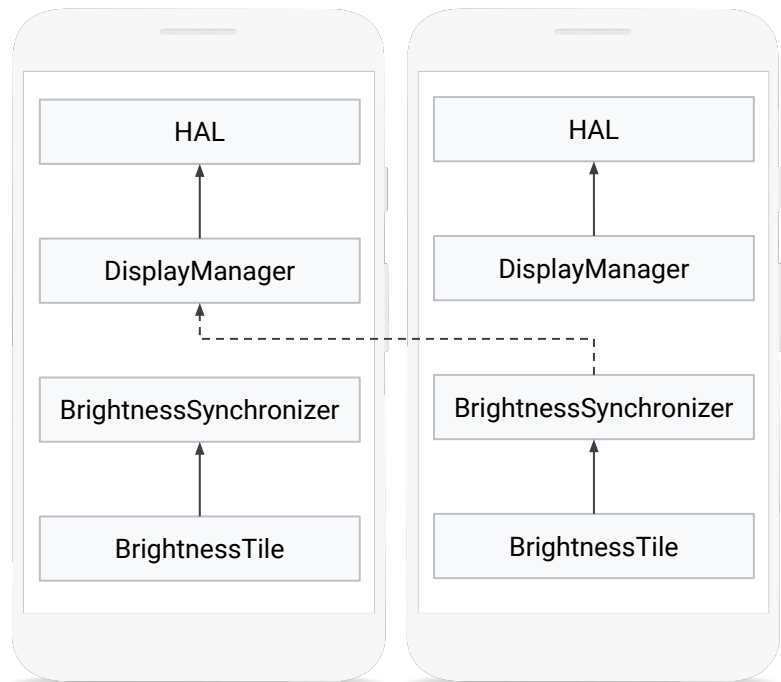 HAL
DisplayManager
BrightnessSynchronizer
BrightnessTile
HAL
DisplayManager
BrightnessSynchronizer
BrightnessTile